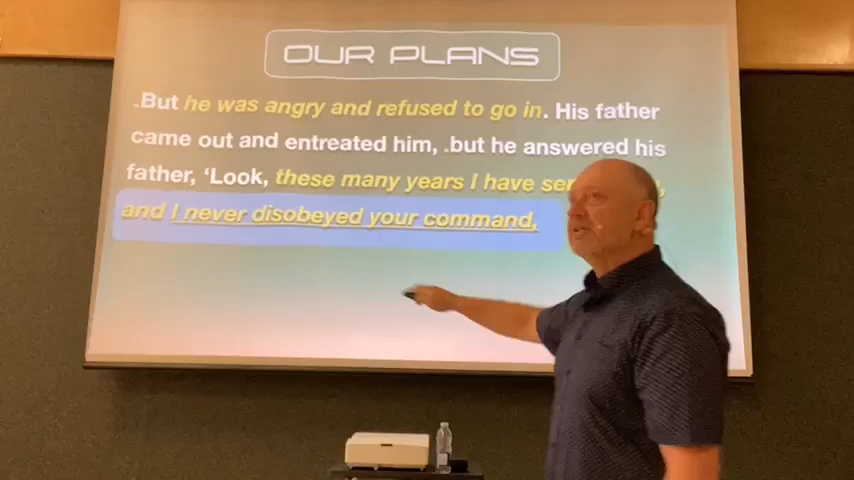 OUR PLANS
.But he was angry and refused to go in. His father
came out and entreated him, .but he answered his
father, ‘Look, these many years I have
and I never disobeyed your command,